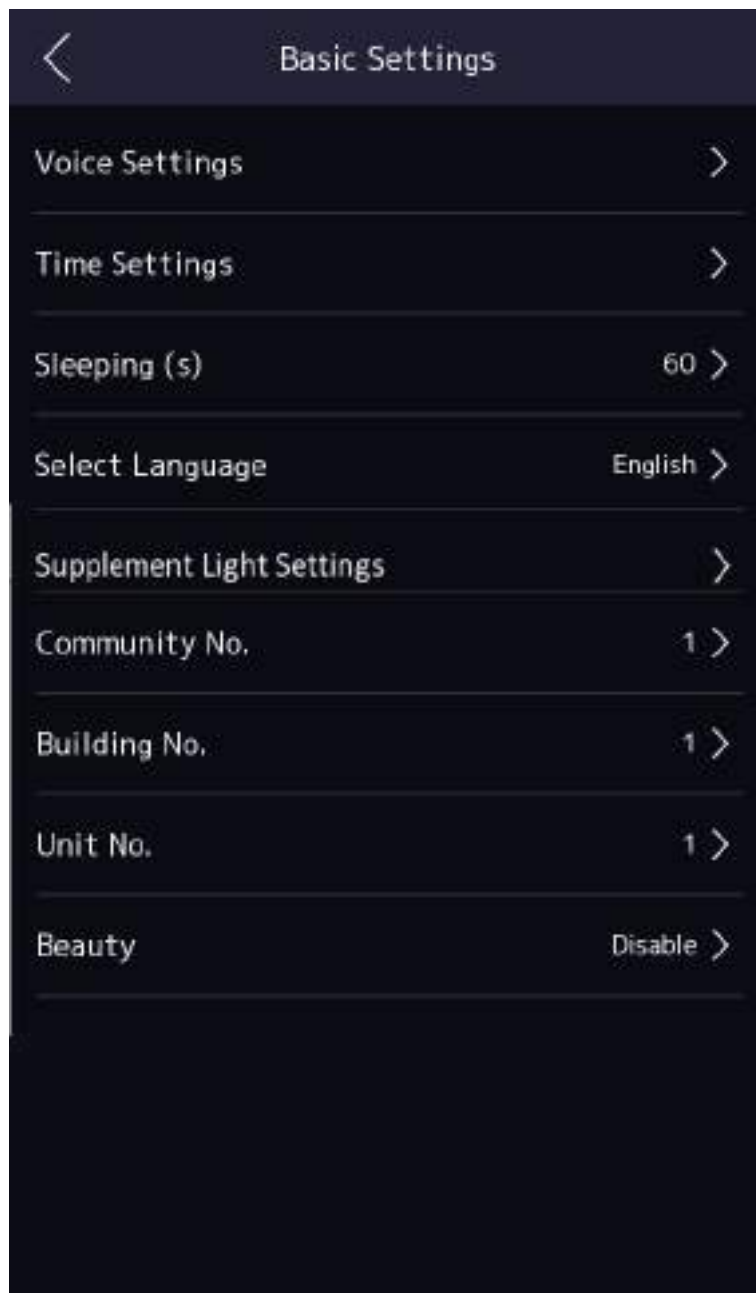 Basic Settings
Voice Settings
Time Settings
Sleeping (s) 60
Select Language English
Supplement Light Settings
Community No. 1
Building No. 1
Unit No. 1
Beauty Disable